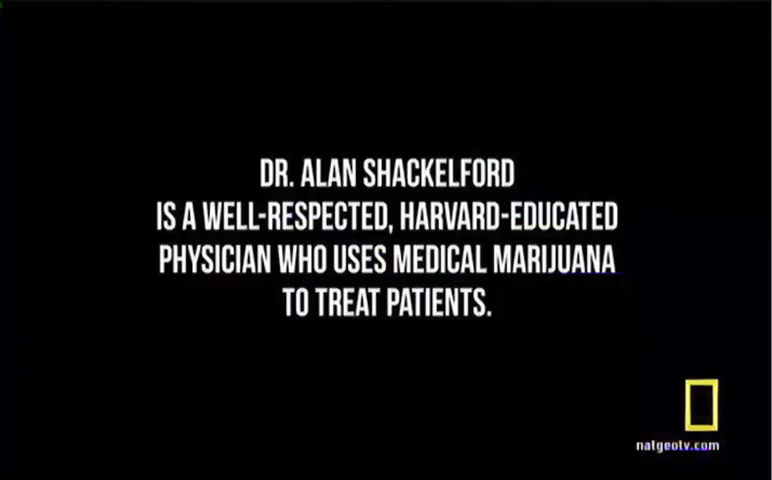 DR. ALAN SHACKELFORD
IS A WELL-RESPECTED, HARVARD-EDUCATED
PHYSICIAN WHO USES MEDICAL MARIJUANA
TO TREAT PATIENTS.
natgeotv.com